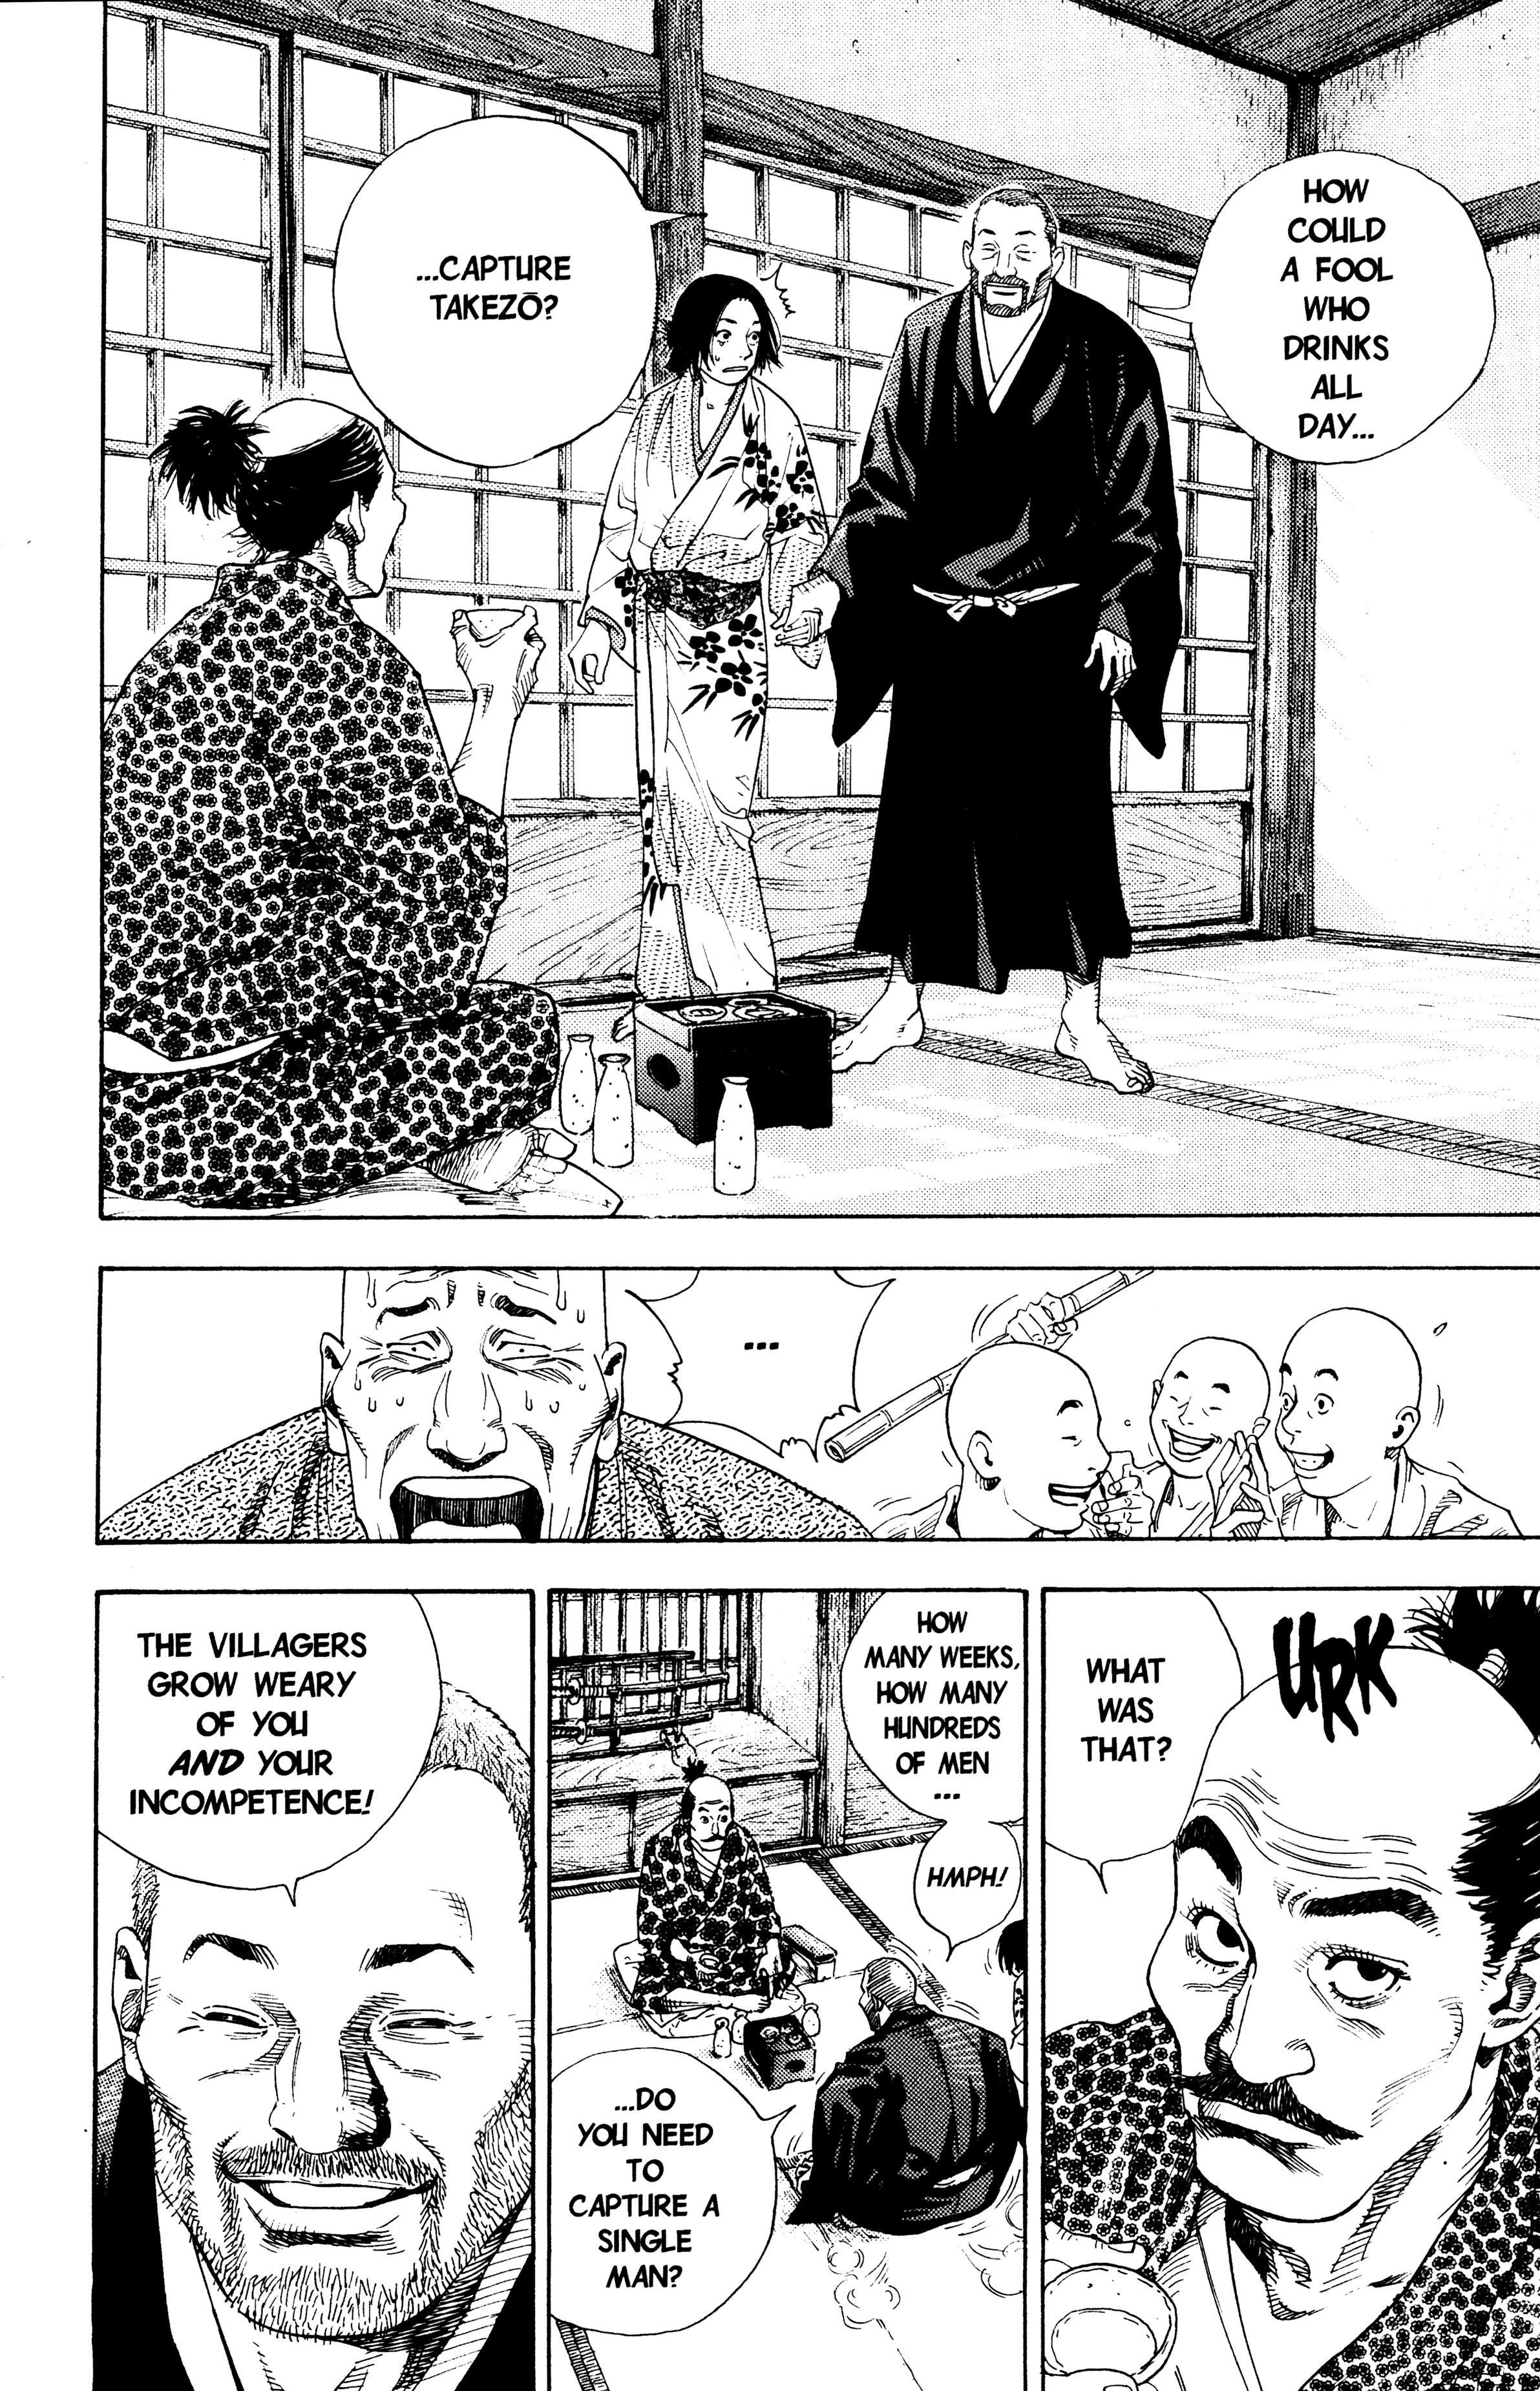 HOW
COULD
A FOOL
WHO
DRINKS
ALL
DAY...
...CAPTURE
TAKEZŌ?
...
URK
WHAT
WAS
THAT?
HOW
MANY WEEKS,
HOW MANY
HUNDREDS
OF MEN
...
HMPH!
...DO
YOU NEED
TO
CAPTURE A
SINGLE
MAN?
THE VILLAGERS
GROW WEARY
OF YOU
AND YOUR
INCOMPETENCE!